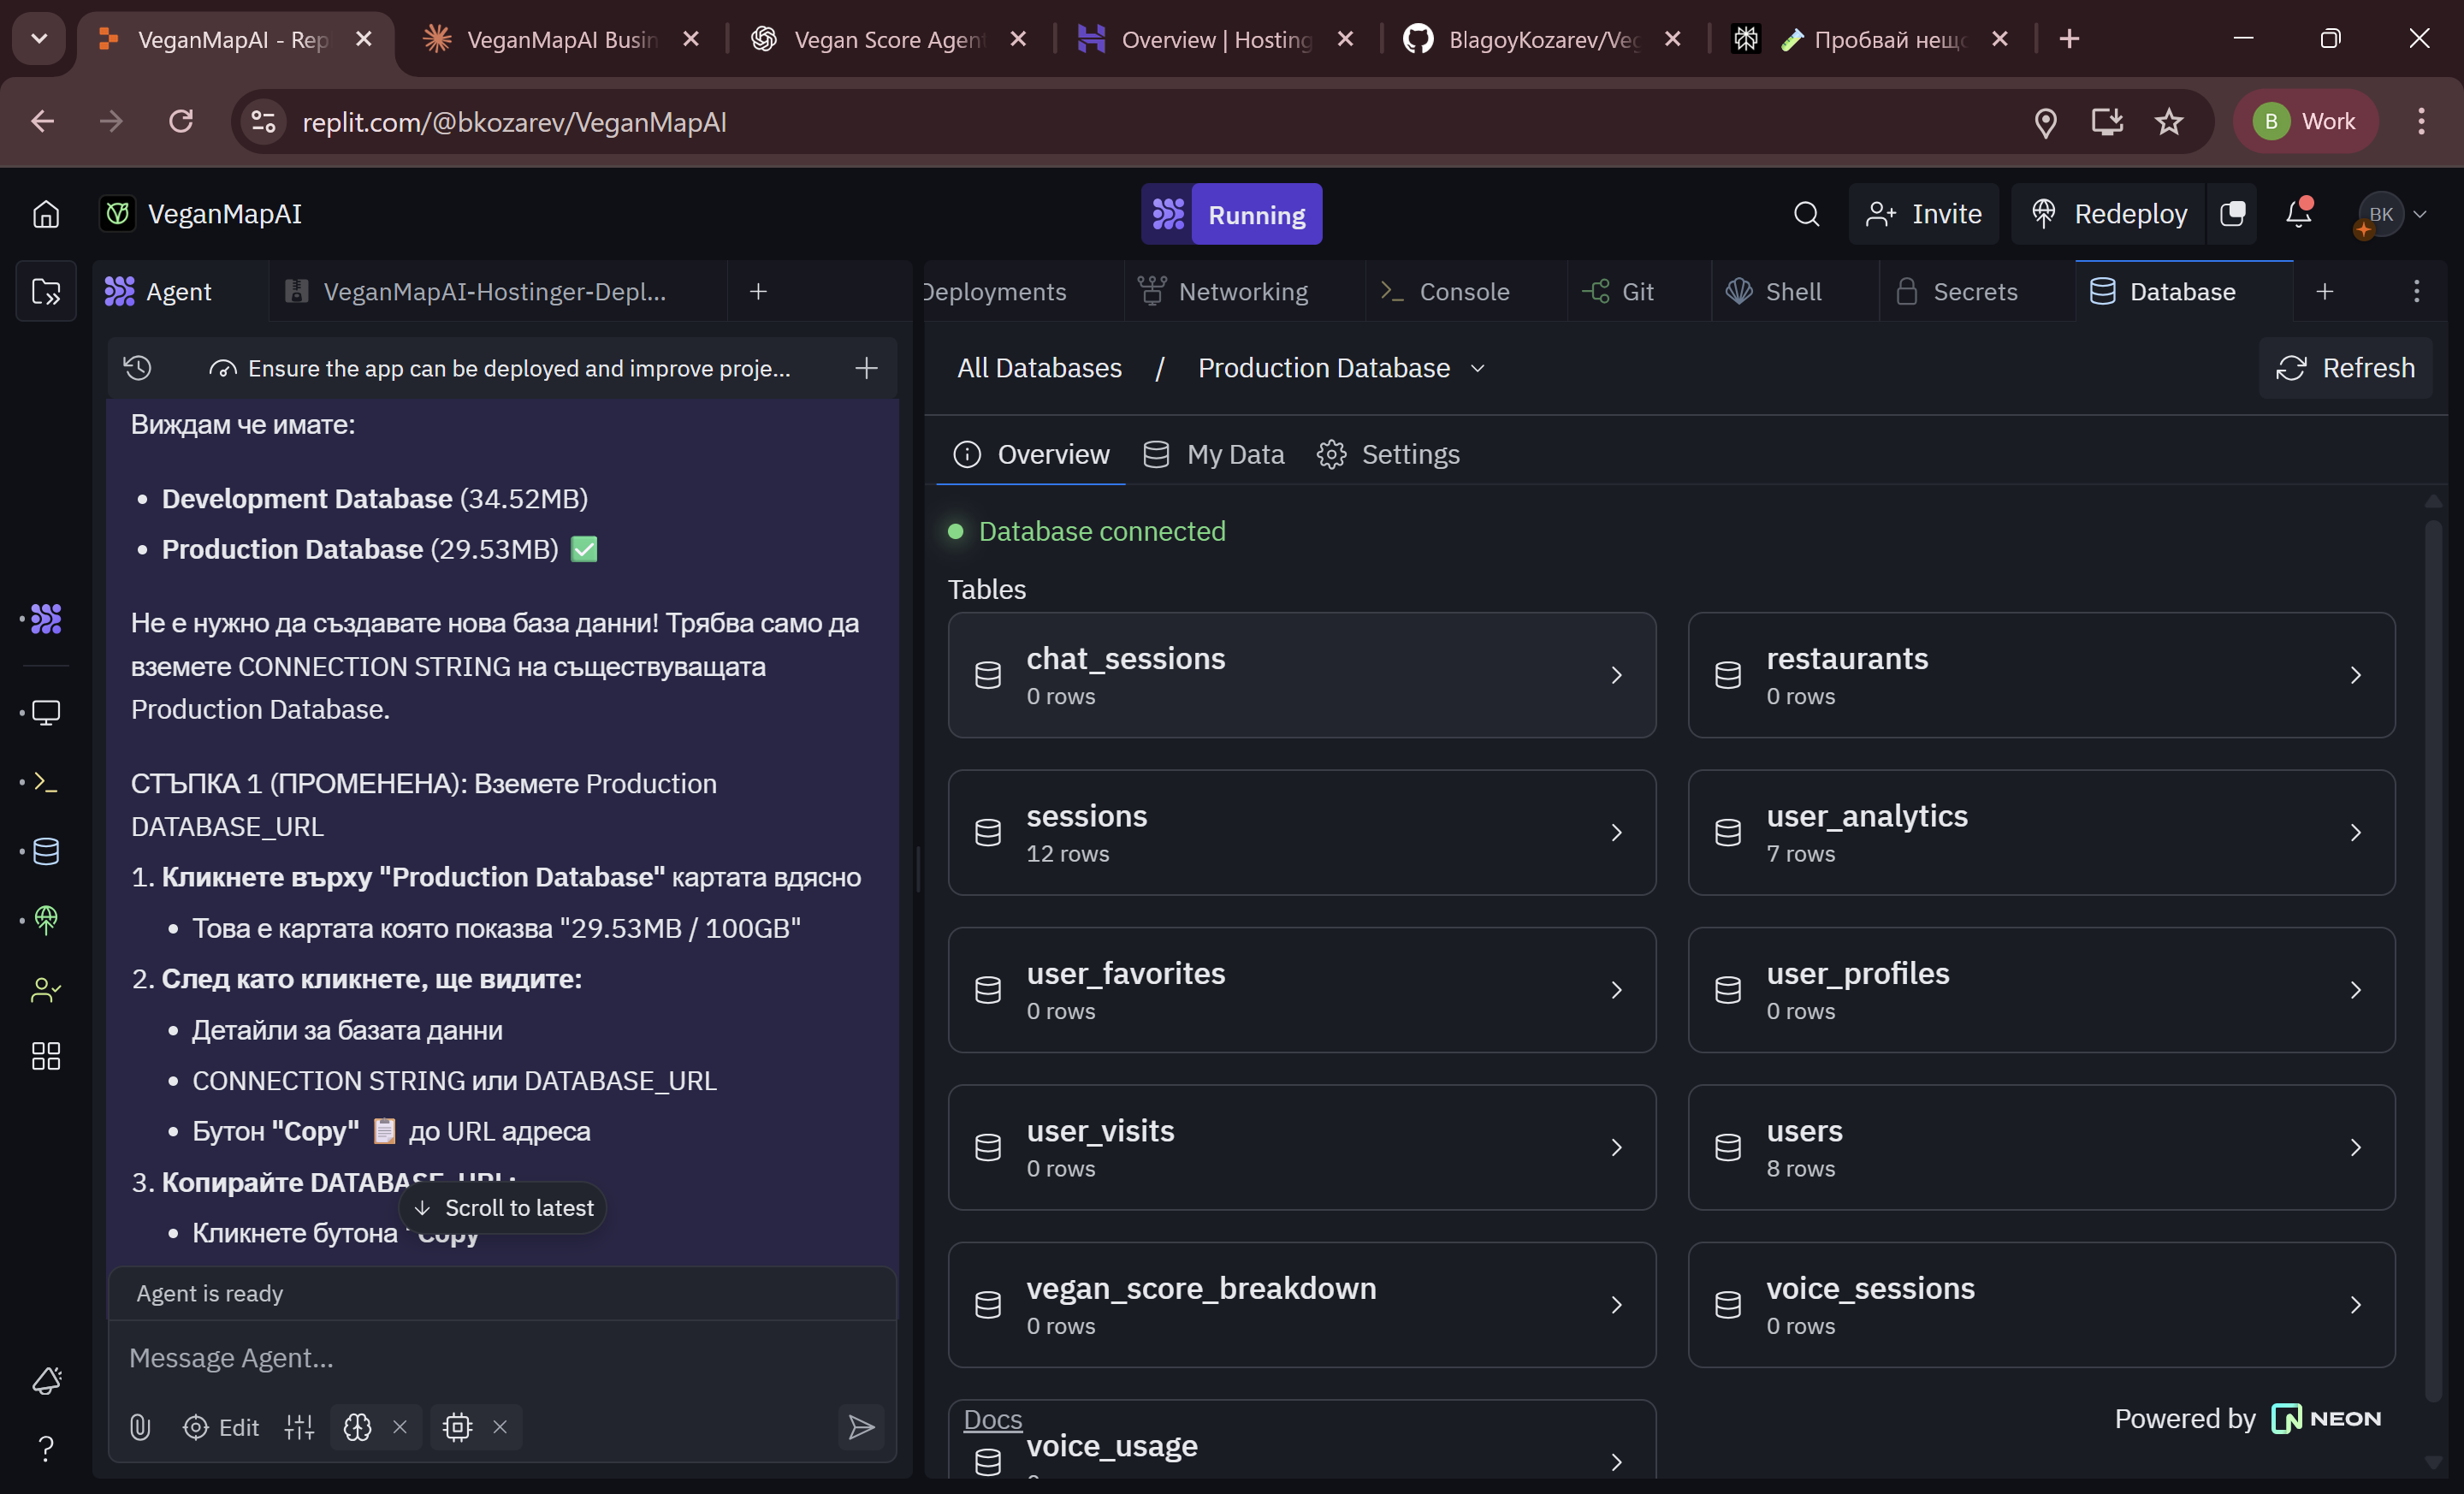 VeganMapAI - Rep
VeganMapAI Busin
Vegan Score Agent
Overview | Hosting
BlagoyKozarev/Veg
Пробвай нещо
replit.com/@bkozarev/VeganMapAI
B Work
VeganMapAI
Running
Invite
Redeploy
BK
Agent
VeganMapAI-Hostinger-Depl...
Deployments
Networking
Console
Git
Shell
Secrets
Database
Ensure the app can be deployed and improve proje...
Виждам че имате:
• Development Database (34.52MB)
• Production Database (29.53MB) ✅
Не е нужно да създавате нова база данни! Трябва само да
вземете CONNECTION STRING на съществуващата
Production Database.
СТЪПКА 1 (ПРОМЕНЕНА): Вземете Production
DATABASE_URL
1. Кликнете върху "Production Database" картата вдясно
• Това е картата която показва "29.53MB / 100GB"
2. След като кликнете, ще видите:
• Детайли за базата данни
• CONNECTION STRING или DATABASE_URL
• Бутон "Copy" 📋 до URL адреса
3. Копирайте DATABASE_URL:
• Кликнете бутона "Copy"
Scroll to latest
Agent is ready
Message Agent...
Edit
All Databases / Production Database
Refresh
Overview
My Data
Settings
Database connected
Tables
chat_sessions
0 rows
restaurants
0 rows
sessions
12 rows
user_analytics
7 rows
user_favorites
0 rows
user_profiles
0 rows
user_visits
0 rows
users
8 rows
vegan_score_breakdown
0 rows
voice_sessions
0 rows
Docs
voice_usage
Powered by NEON